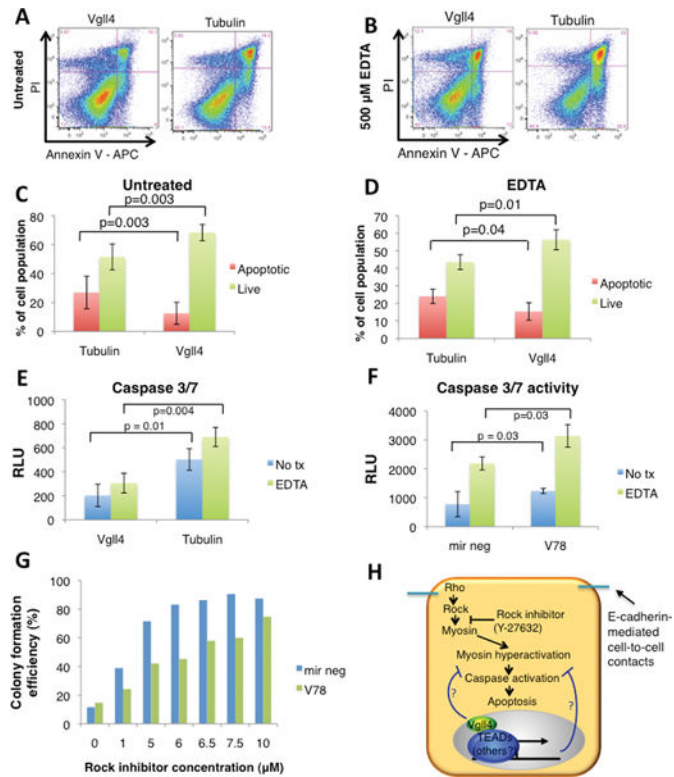 A
Vgll4
Tubulin
Untreated
PI
Annexin V - APC
B
Vgll4
Tubulin
500 µM EDTA
PI
Annexin V - APC
C
Untreated
p=0.003
p=0.003
% of cell population
80
60
40
20
0
Tubulin
Vgll4
Apoptotic
Live
D
EDTA
p=0.01
p=0.04
% of cell population
70
60
50
40
30
20
10
0
Tubulin
Vgll4
Apoptotic
Live
E
Caspase 3/7
p=0.004
p = 0.01
RLU
1000
800
600
400
200
0
Vgll4
Tubulin
No tx
EDTA
F
Caspase 3/7 activity
p=0.03
p = 0.03
RLU
4000
3000
2000
1000
0
mir neg
V78
No tx
EDTA
G
Colony formation
efficiency (%)
100
80
60
40
20
0
0 1 5 6 6.5 7.5 10
Rock inhibitor concentration (µM)
mir neg
V78
H
Rho
Rock
Myosin
Rock inhibitor
(Y-27632)
Myosin hyperactivation
Caspase activation
Apoptosis
?
?
Vgll4
TEADs
(others?)
E-cadherin-
mediated
cell-to-cell
contacts